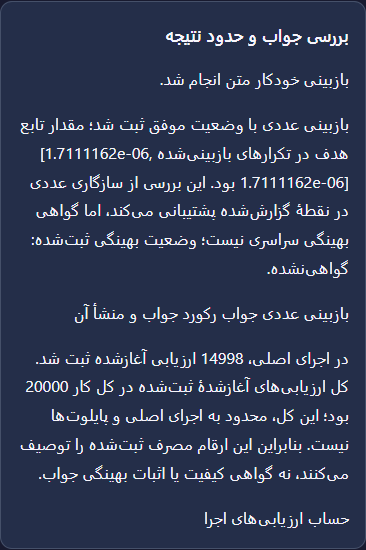 بررسی جواب و حدود نتیجه
بازبینی خودکار متن انجام شد.
بازبینی عددی با وضعیت موفق ثبت شد؛ مقدار تابع
هدف در تکرارهای بازبینی‌شده [1.7111162e-06,
1.7111162e-06] بود. این بررسی از سازگاری عددی
در نقطهٔ گزارش‌شده پشتیبانی می‌کند، اما گواهی
بهینگی سراسری نیست؛ وضعیت بهینگی ثبت‌شده:
گواهی‌نشده.
بازبینی عددی جواب رکورد جواب و منشأ آن
در اجرای اصلی، 14998 ارزیابی آغازشده ثبت شد.
کل ارزیابی‌های آغازشدهٔ ثبت‌شده در کل کار 20000
بود؛ این کل، محدود به اجرای اصلی و پایلوت‌ها
نیست. بنابراین این ارقام مصرف ثبت‌شده را توصیف
می‌کنند، نه گواهی کیفیت یا اثبات بهینگی جواب.
حساب ارزیابی‌های اجرا